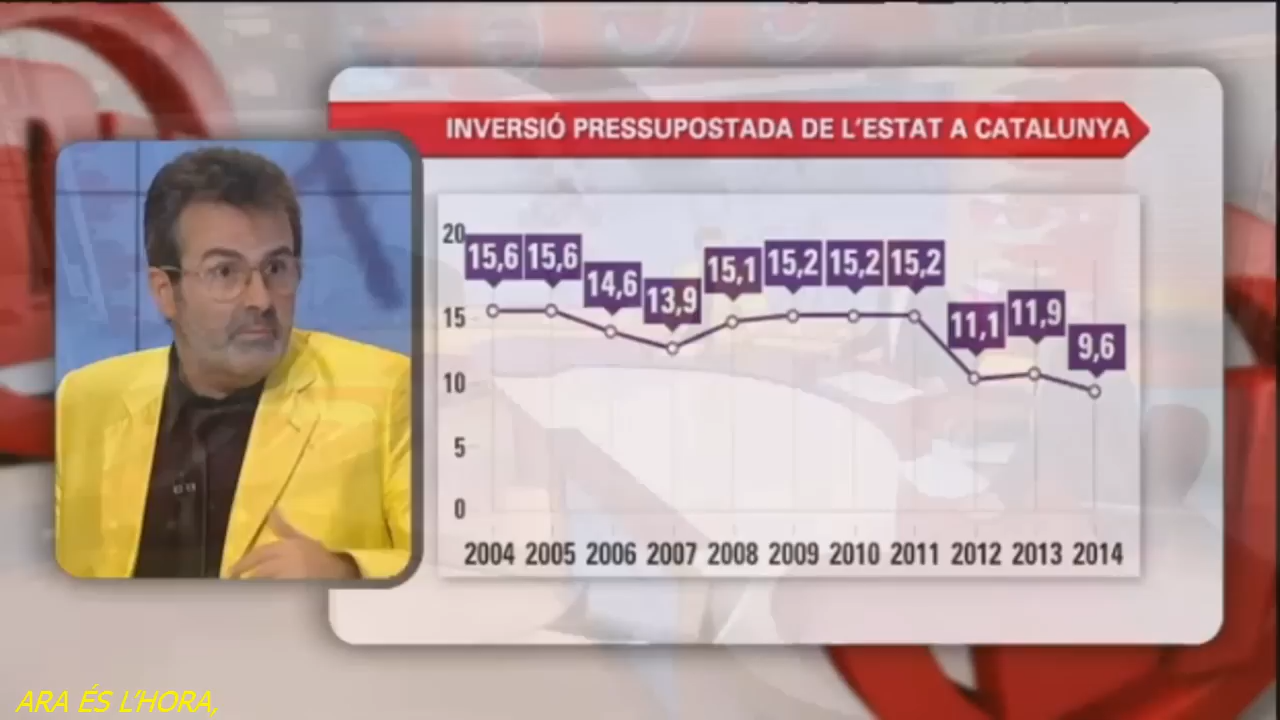 INVERSIÓ PRESSUPOSTADA DE L'ESTAT A CATALUNYA
20
15,6 15,6 14,6 13,9 15,1 15,2 15,2 15,2 11,1 11,9 9,6
15
10
5
0
2004 2005 2006 2007 2008 2009 2010 2011 2012 2013 2014
ARA ÉS L'HORA,